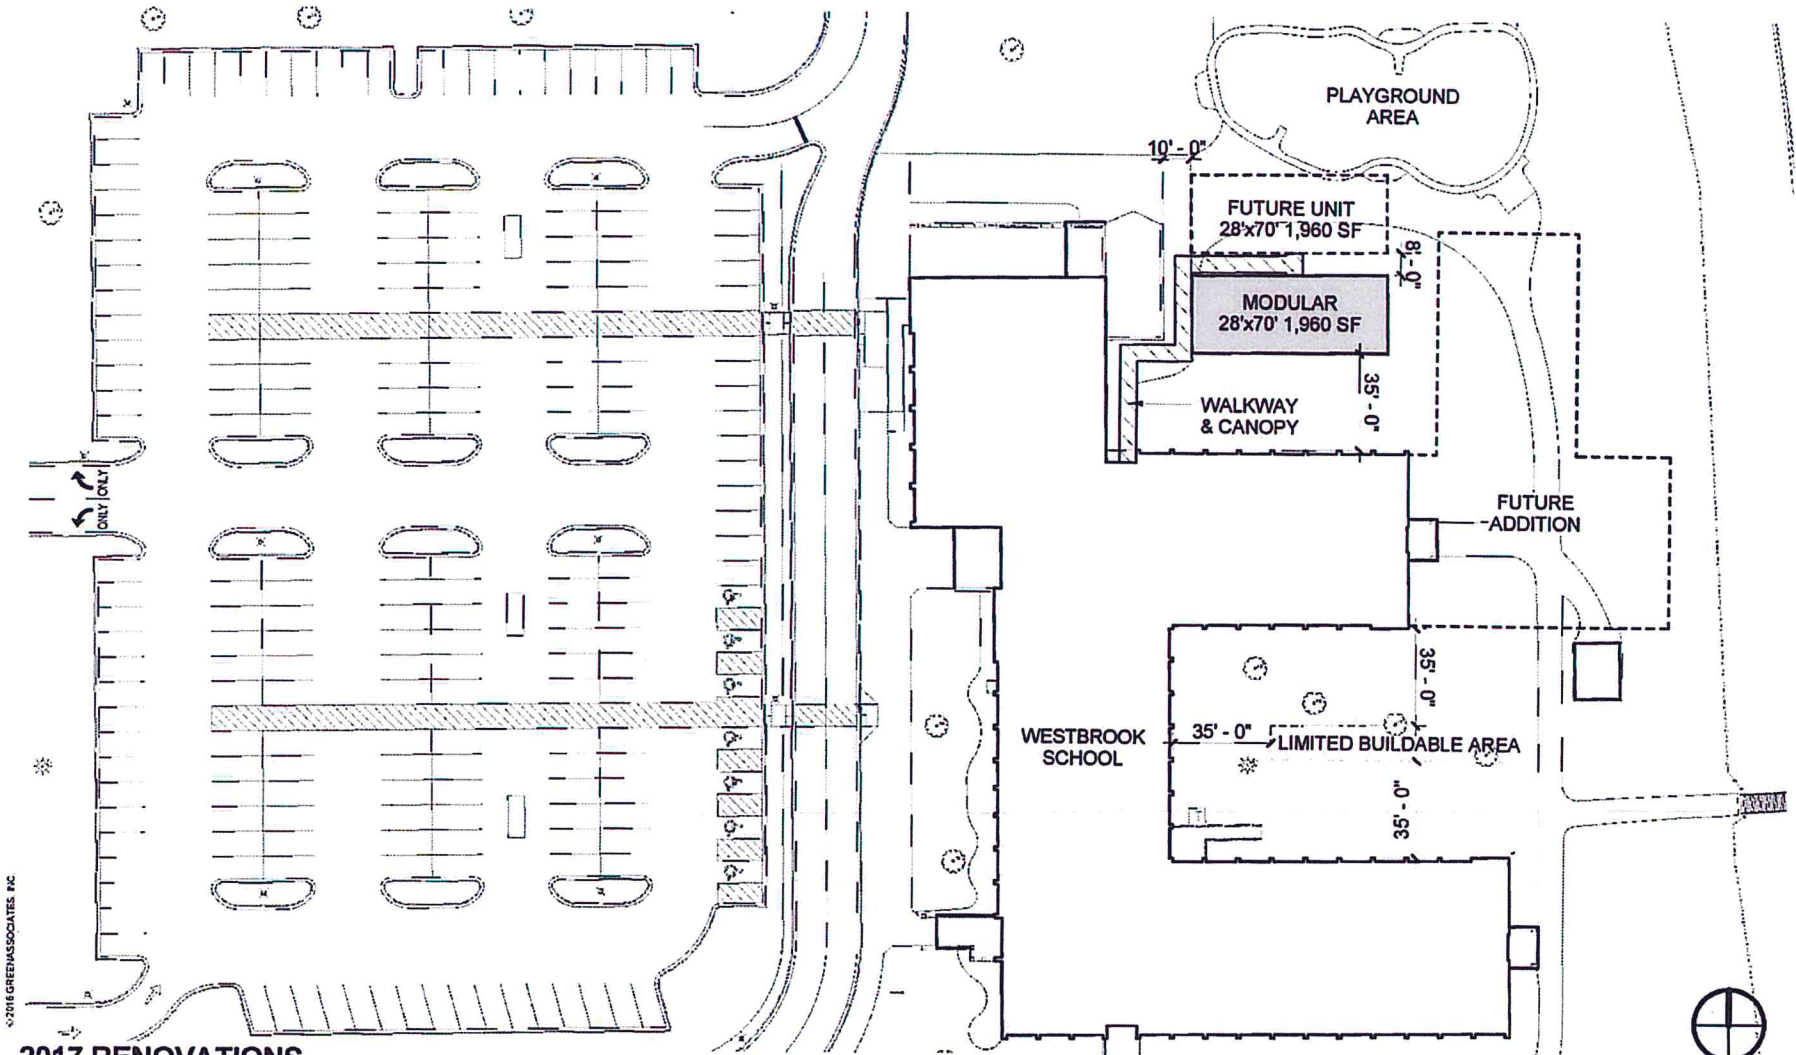 PLAYGROUND
AREA
10' - 0"
FUTURE UNIT
28'x70' 1,960 SF
8' - 0"
MODULAR
28'x70' 1,960 SF
35' - 0"
WALKWAY
& CANOPY
ONLY
ONLY
FUTURE
ADDITION
35' - 0"
WESTBROOK
SCHOOL
35' - 0"
LIMITED BUILDABLE AREA
35' - 0"
©2016 GREENASSOCIATES, INC.
2017 RENOVATIONS